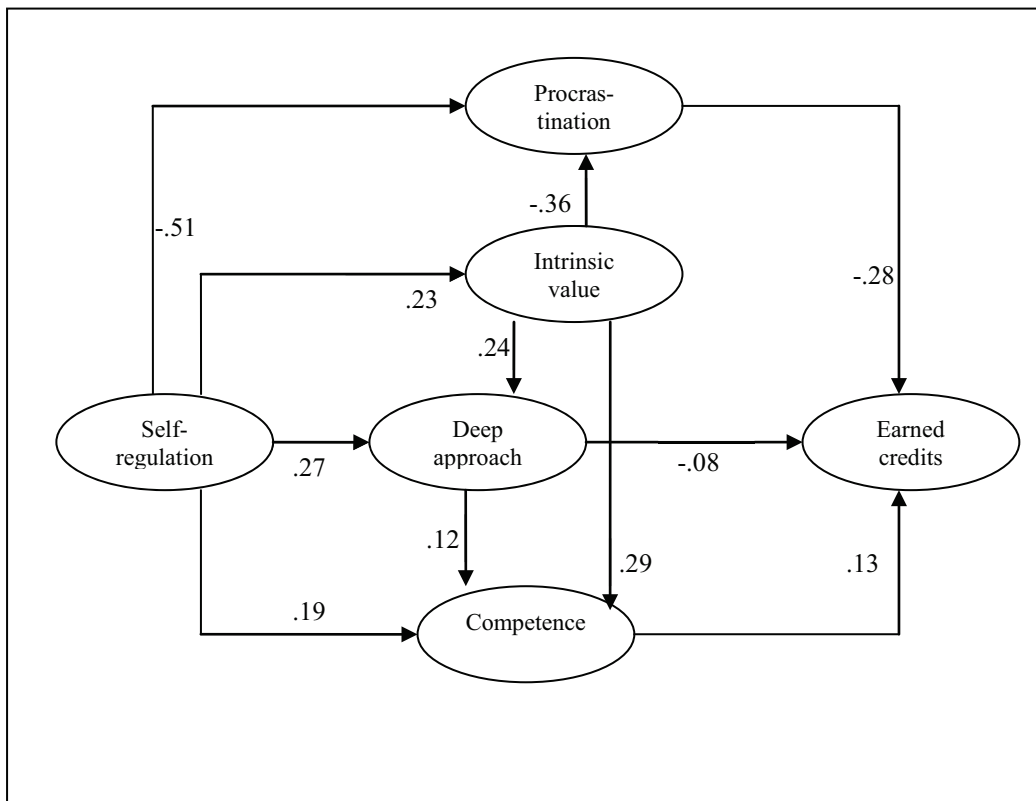 Procras-
tination
-.36
-.51
Intrinsic
value
-.28
.23
.24
Self-
regulation
Deep
approach
Earned
credits
.27
-.08
.12
.29
.13
.19
Competence